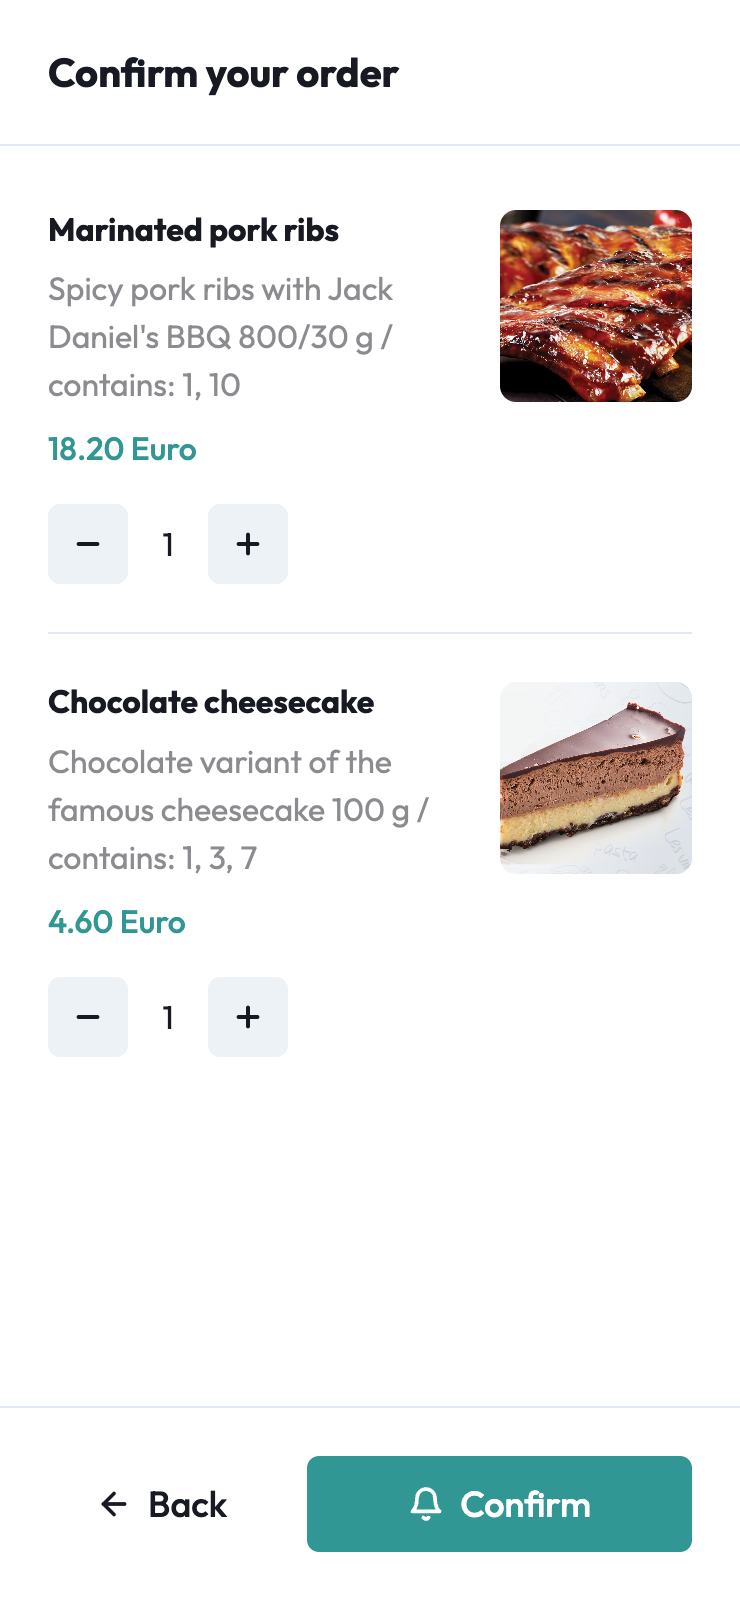 Confirm your order
Marinated pork ribs
Spicy pork ribs with Jack
Daniel's BBQ 800/30 g /
contains: 1, 10
18.20 Euro
− 1 +
Chocolate cheesecake
Chocolate variant of the
famous cheesecake 100 g /
contains: 1, 3, 7
4.60 Euro
− 1 +
← Back
Confirm